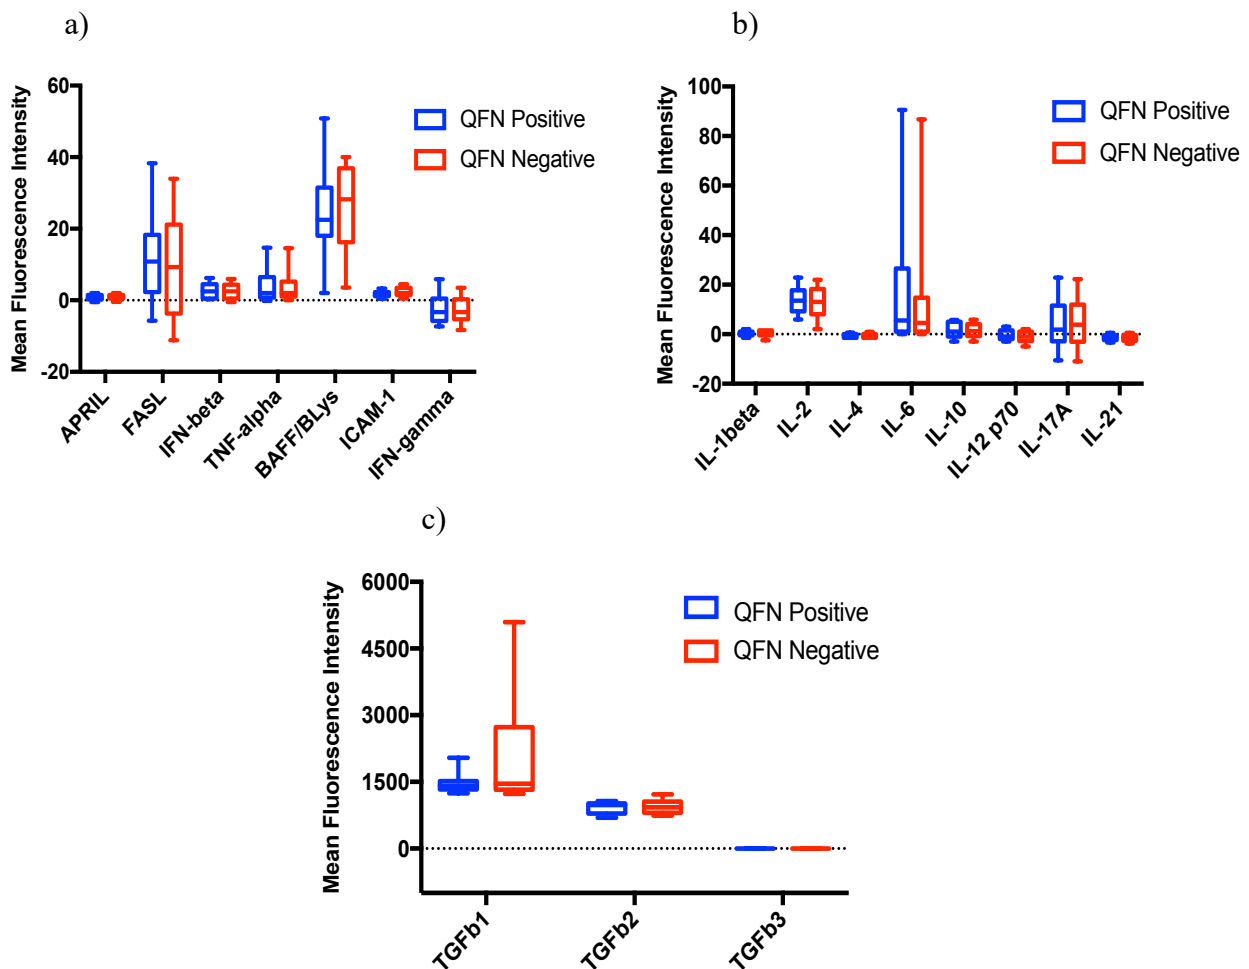 a)
Mean Fluorescence Intensity
60
40
20
0
-20
QFN Positive
QFN Negative
APRIL
FASL
IFN-beta
TNF-alpha
BAFF/BLys
ICAM-1
IFN-gamma
b)
Mean Fluorescence Intensity
100
80
60
40
20
0
-20
QFN Positive
QFN Negative
IL-1beta
IL-2
IL-4
IL-6
IL-10
IL-12 p70
IL-17A
IL-21
c)
Mean Fluorescence Intensity
6000
4500
3000
1500
0
QFN Positive
QFN Negative
TGFb1
TGFb2
TGFb3